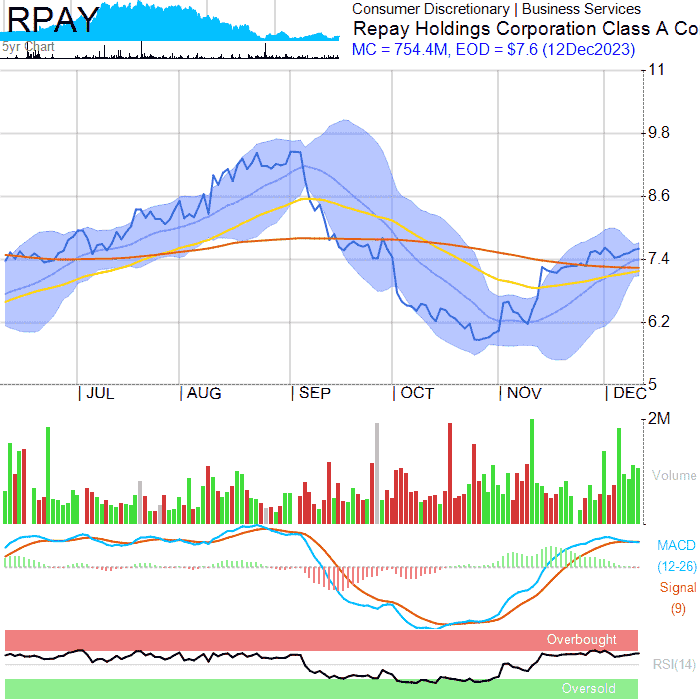 RPAY
5yr Chart
Consumer Discretionary | Business Services
Repay Holdings Corporation Class A Co
MC = 754.4M, EOD = $7.6 (12Dec2023)
11
9.8
8.6
7.4
6.2
5
| JUL | AUG | SEP | OCT | NOV | DEC
2M
Volume
MACD
(12-26)
Signal
(9)
Overbought
RSI(14)
Oversold